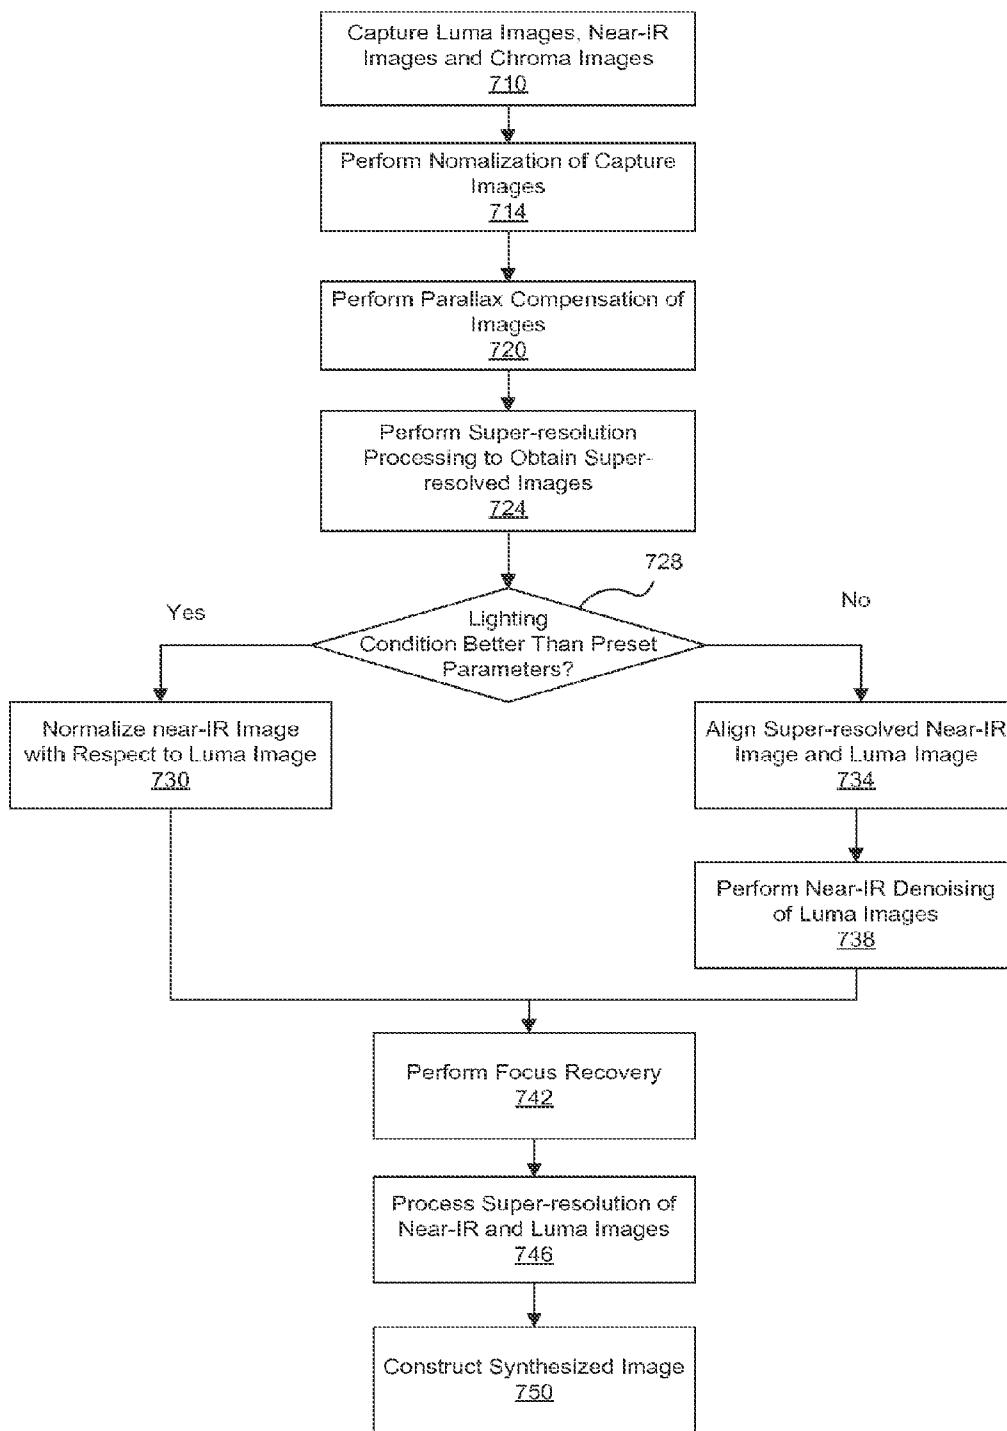 Capture Luma Images, Near-IR
Images and Chroma Images
710
Perform Nomalization of Capture
Images
714
Perform Parallax Compensation of
Images
720
Perform Super-resolution
Processing to Obtain Super-
resolved Images
724
728
Yes
No
Lighting
Condition Better Than Preset
Parameters?
Normalize near-IR Image
with Respect to Luma Image
730
Align Super-resolved Near-IR
Image and Luma Image
734
Perform Near-IR Denoising
of Luma Images
738
Perform Focus Recovery
742
Process Super-resolution of
Near-IR and Luma Images
746
Construct Synthesized Image
750